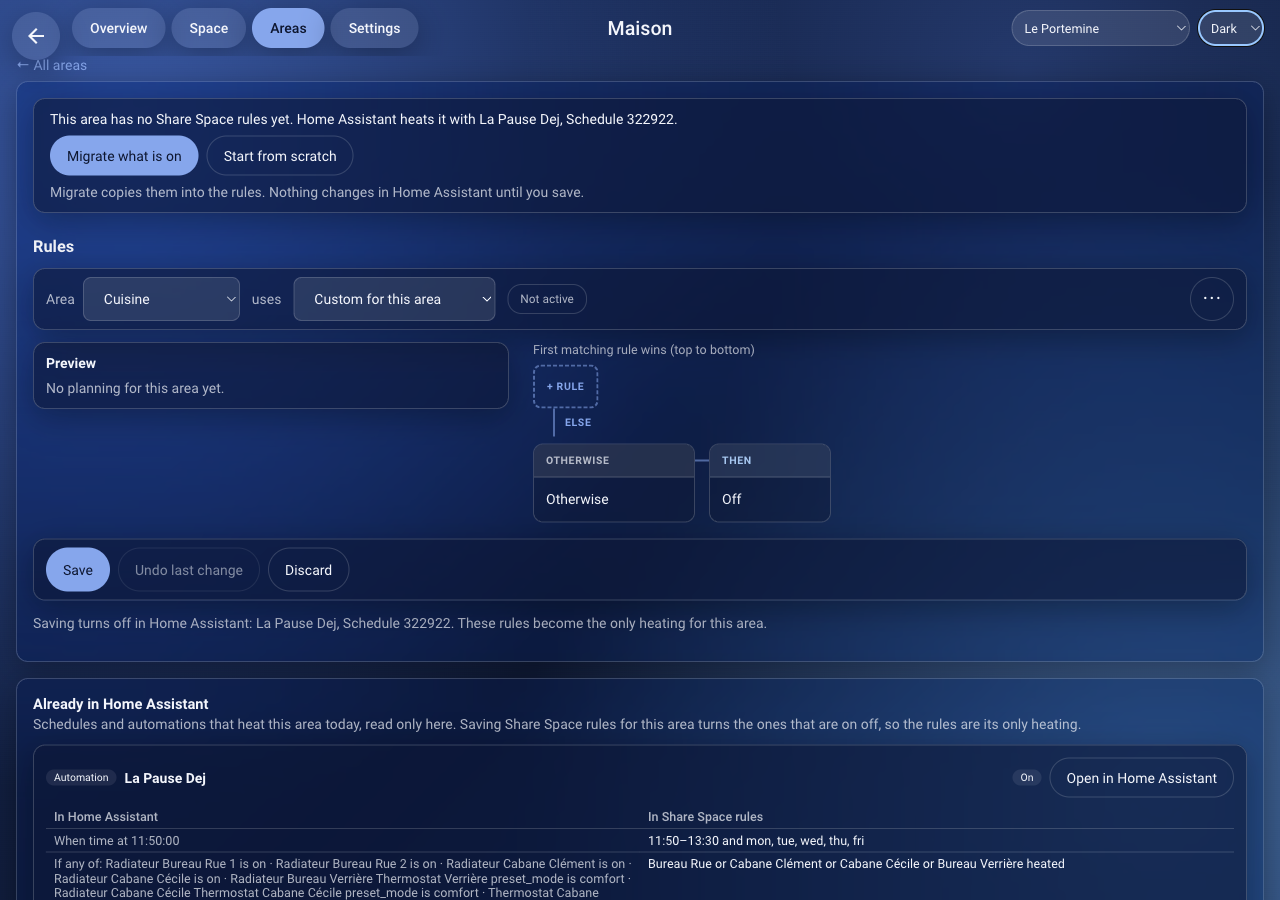 Overview
Space
Areas
Settings
Maison
Le Portemine
Dark
← All areas
This area has no Share Space rules yet. Home Assistant heats it with La Pause Dej, Schedule 322922.
Migrate what is on
Start from scratch
Migrate copies them into the rules. Nothing changes in Home Assistant until you save.
Rules
Area
Cuisine
uses
Custom for this area
Not active
...
Preview
No planning for this area yet.
First matching rule wins (top to bottom)
+ RULE
ELSE
OTHERWISE
THEN
Otherwise
Off
Save
Undo last change
Discard
Saving turns off in Home Assistant: La Pause Dej, Schedule 322922. These rules become the only heating for this area.
Already in Home Assistant
Schedules and automations that heat this area today, read only here. Saving Share Space rules for this area turns the ones that are on off, so the rules are its only heating.
Automation
La Pause Dej
On
Open in Home Assistant
In Home Assistant
In Share Space rules
When time at 11:50:00
11:50–13:30 and mon, tue, wed, thu, fri
If any of: Radiateur Bureau Rue 1 is on · Radiateur Bureau Rue 2 is on · Radiateur Cabane Clément is on ·
Radiateur Cabane Cécile is on · Radiateur Bureau Verrière Thermostat Verrière preset_mode is comfort ·
Radiateur Cabane Cécile Thermostat Cabane Cécile preset_mode is comfort · Thermostat Cabane
Bureau Rue or Cabane Clément or Cabane Cécile or Bureau Verrière heated